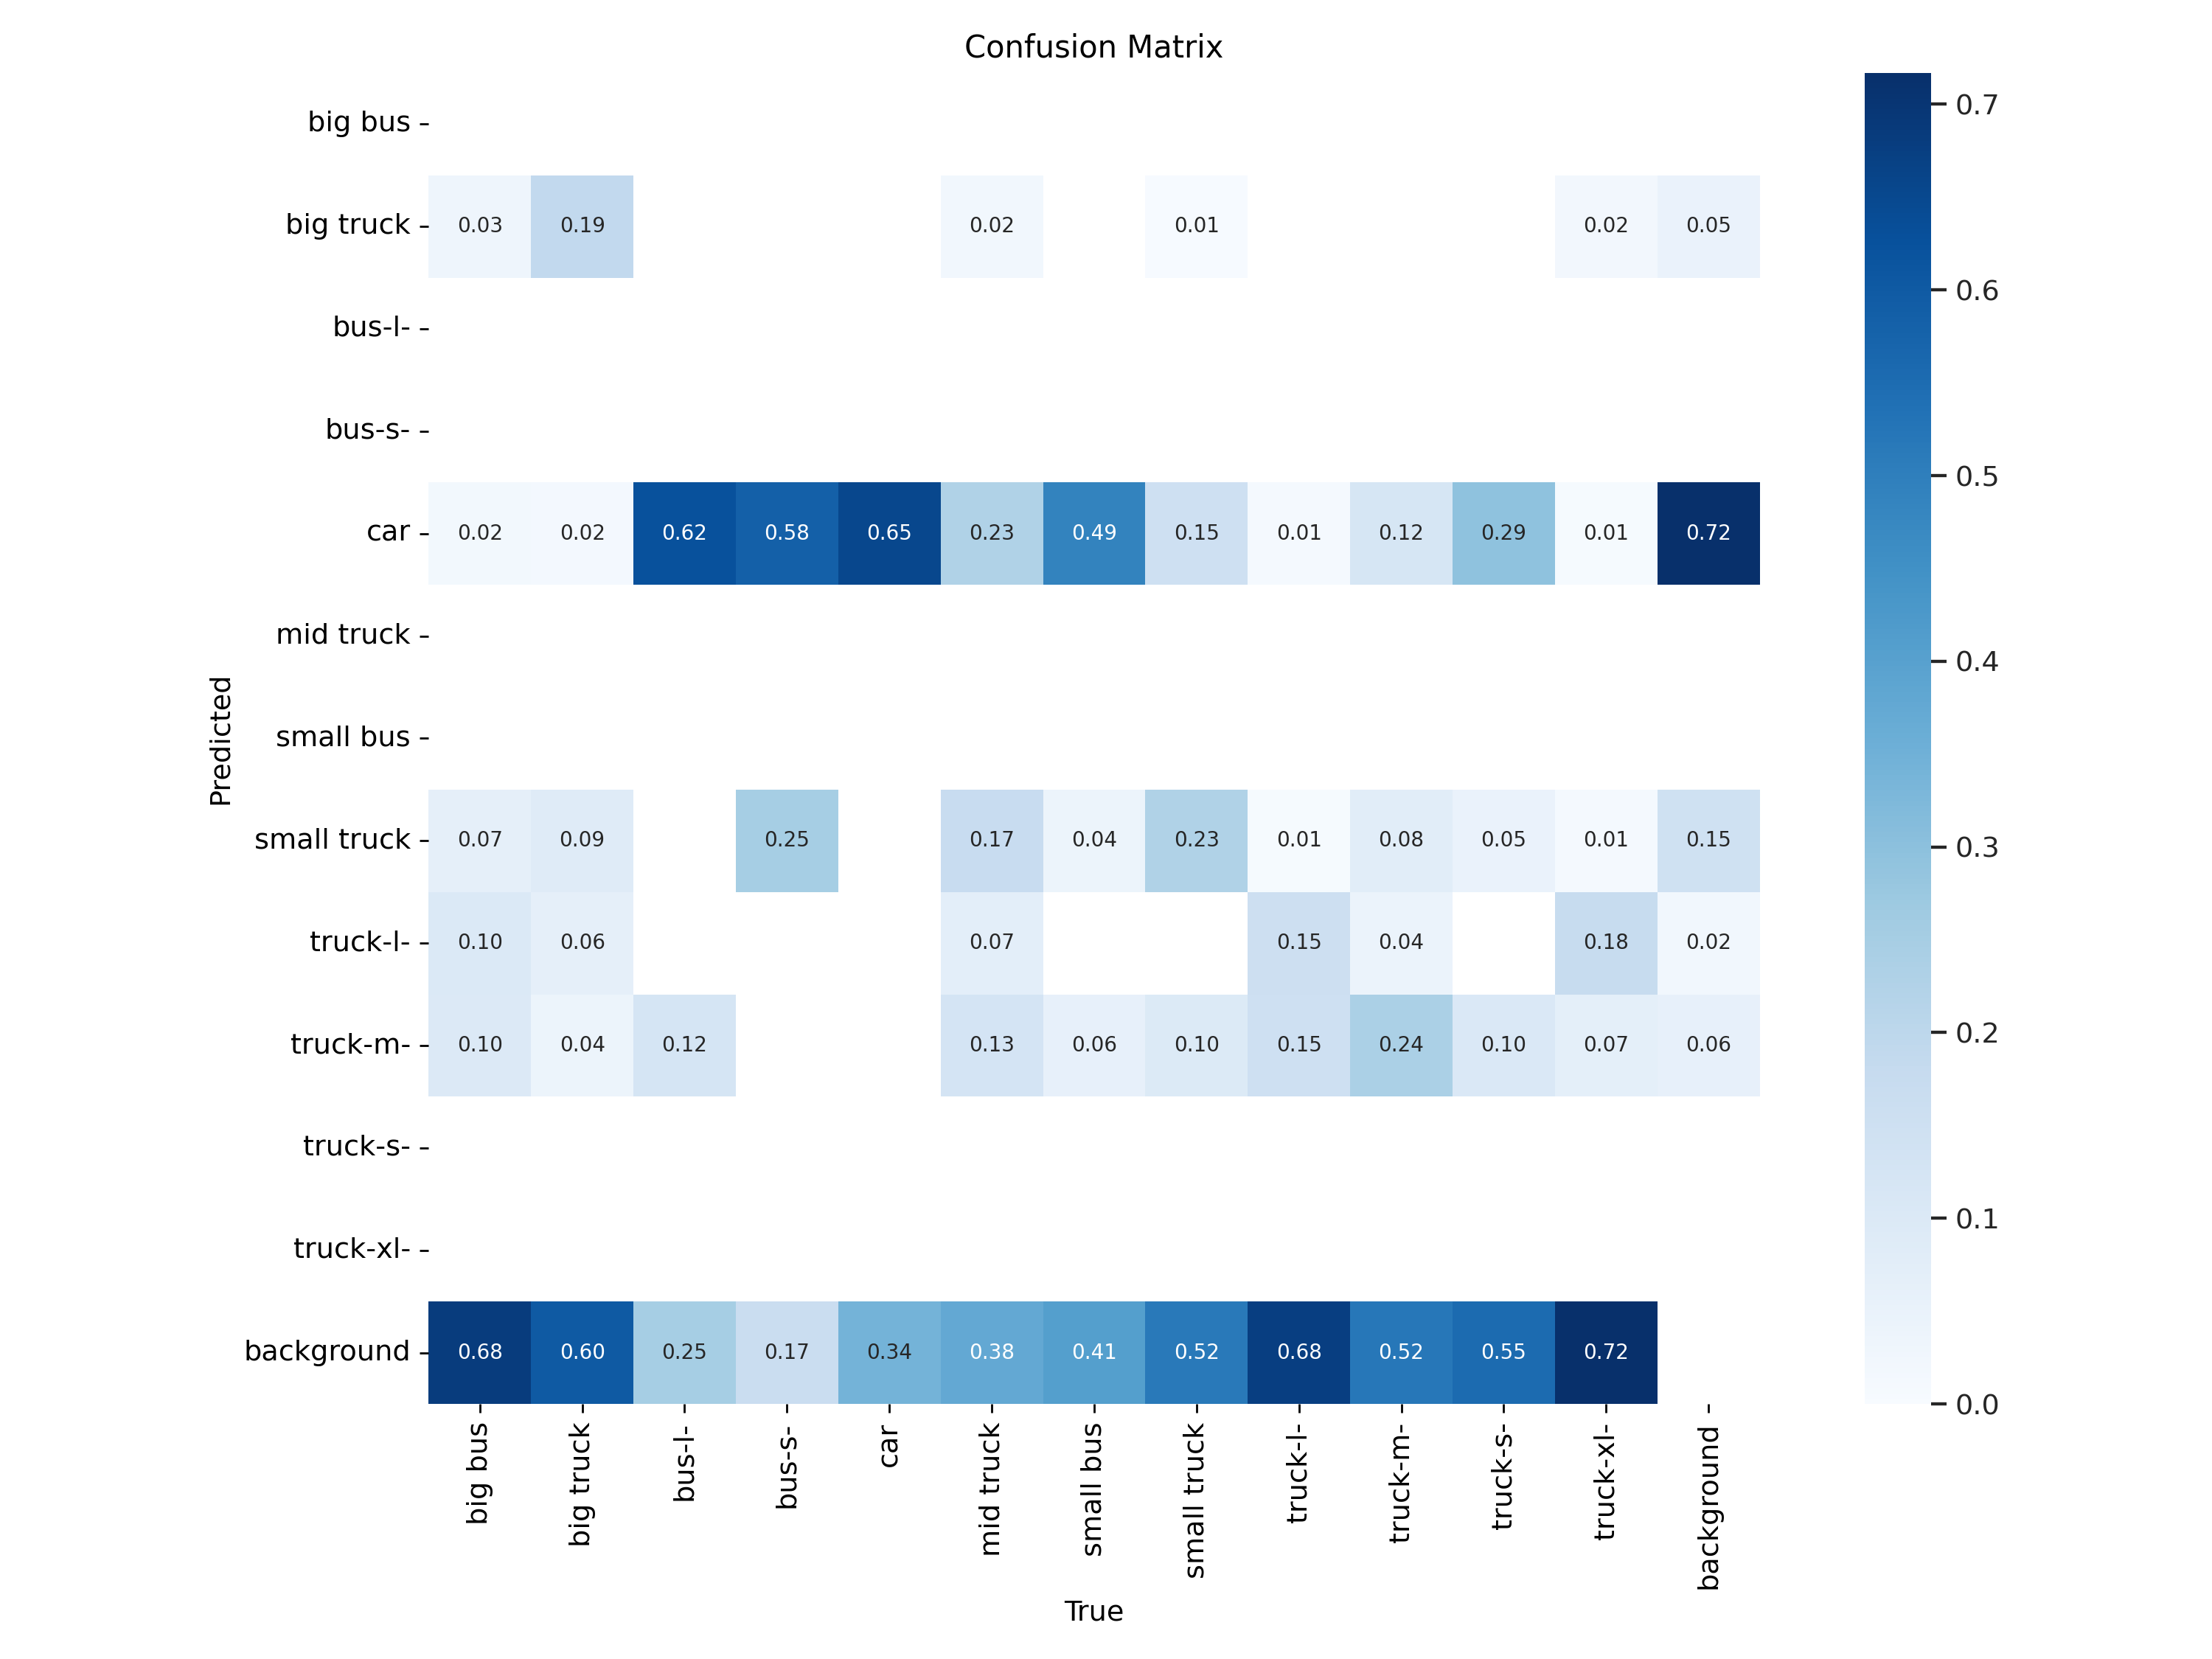 Confusion Matrix
big bus
big truck 0.03 0.19 0.02 0.01 0.02 0.05
bus-l-
bus-s-
car 0.02 0.02 0.62 0.58 0.65 0.23 0.49 0.15 0.01 0.12 0.29 0.01 0.72
mid truck
small bus
small truck 0.07 0.09 0.25 0.17 0.04 0.23 0.01 0.08 0.05 0.01 0.15
truck-l- 0.10 0.06 0.07 0.15 0.04 0.18 0.02
truck-m- 0.10 0.04 0.12 0.13 0.06 0.10 0.15 0.24 0.10 0.07 0.06
truck-s-
truck-xl-
background 0.68 0.60 0.25 0.17 0.34 0.38 0.41 0.52 0.68 0.52 0.55 0.72
Predicted
big bus
big truck
bus-l-
bus-s-
car
mid truck
small bus
small truck
truck-l-
truck-m-
truck-s-
truck-xl-
background
True
0.7
0.6
0.5
0.4
0.3
0.2
0.1
0.0